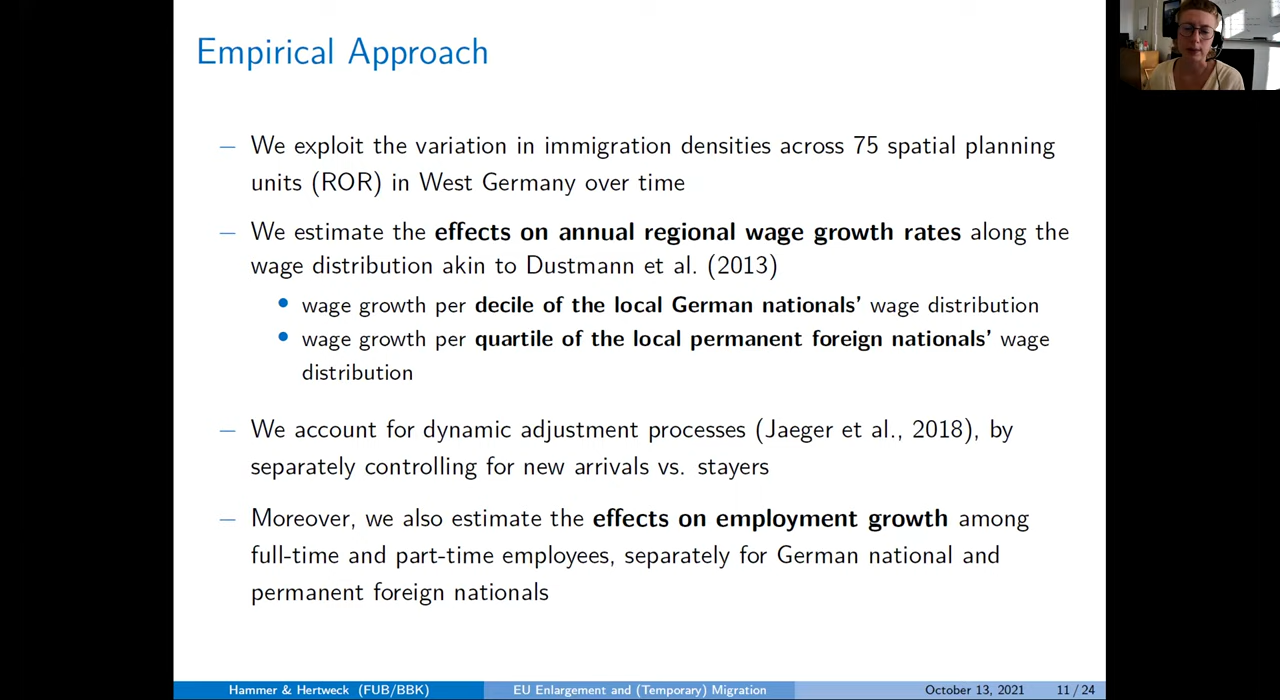 Empirical Approach
– We exploit the variation in immigration densities across 75 spatial planning
units (ROR) in West Germany over time
– We estimate the effects on annual regional wage growth rates along the
wage distribution akin to Dustmann et al. (2013)
• wage growth per decile of the local German nationals’ wage distribution
• wage growth per quartile of the local permanent foreign nationals’ wage
distribution
– We account for dynamic adjustment processes (Jaeger et al., 2018), by
separately controlling for new arrivals vs. stayers
– Moreover, we also estimate the effects on employment growth among
full-time and part-time employees, separately for German national and
permanent foreign nationals
Hammer & Hertweck (FUB/BBK) EU Enlargement and (Temporary) Migration October 13, 2021 11 / 24